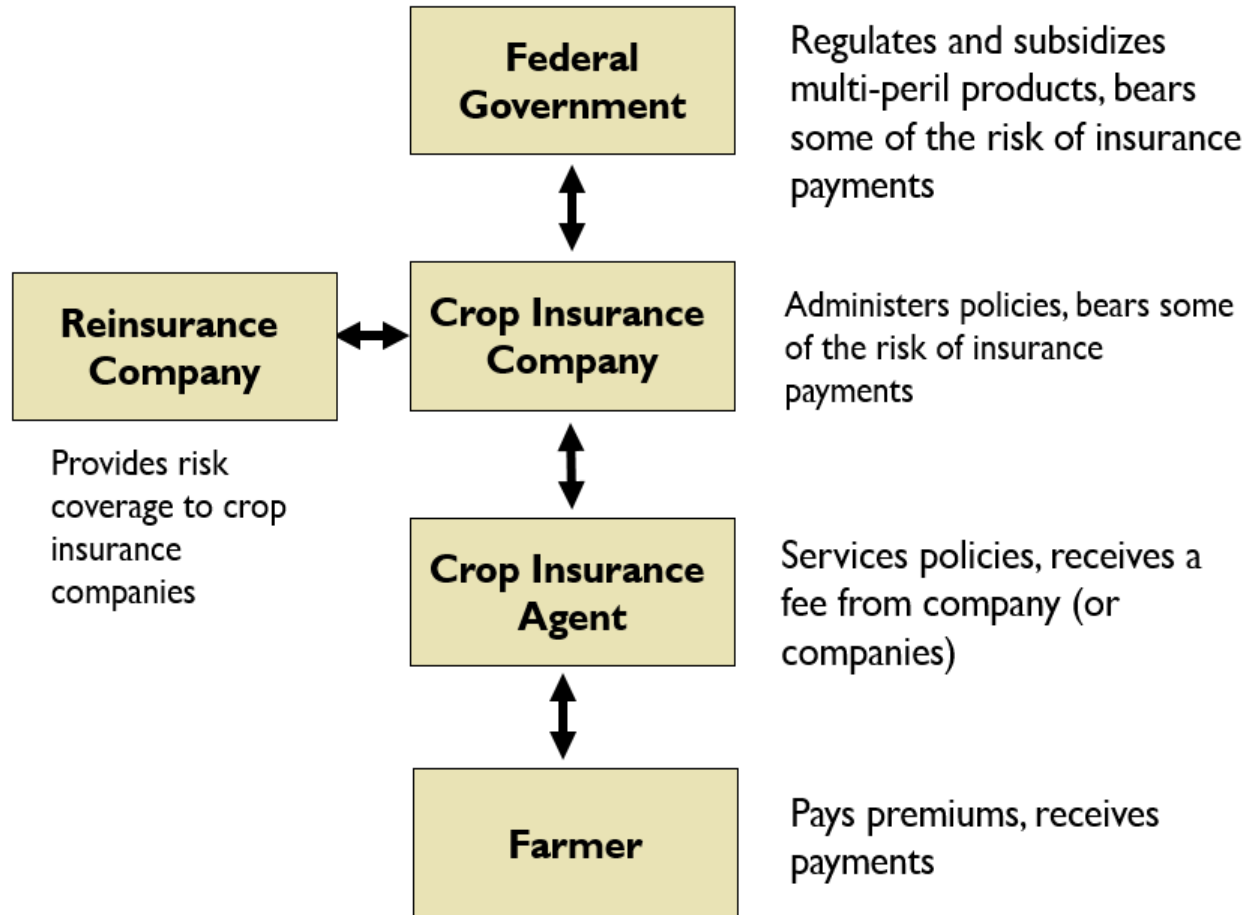 Federal
Government
Regulates and subsidizes
multi-peril products, bears
some of the risk of insurance
payments
Reinsurance
Company
Crop Insurance
Company
Administers policies, bears some
of the risk of insurance
payments
Provides risk
coverage to crop
insurance
companies
Crop Insurance
Agent
Services policies, receives a
fee from company (or
companies)
Farmer
Pays premiums, receives
payments